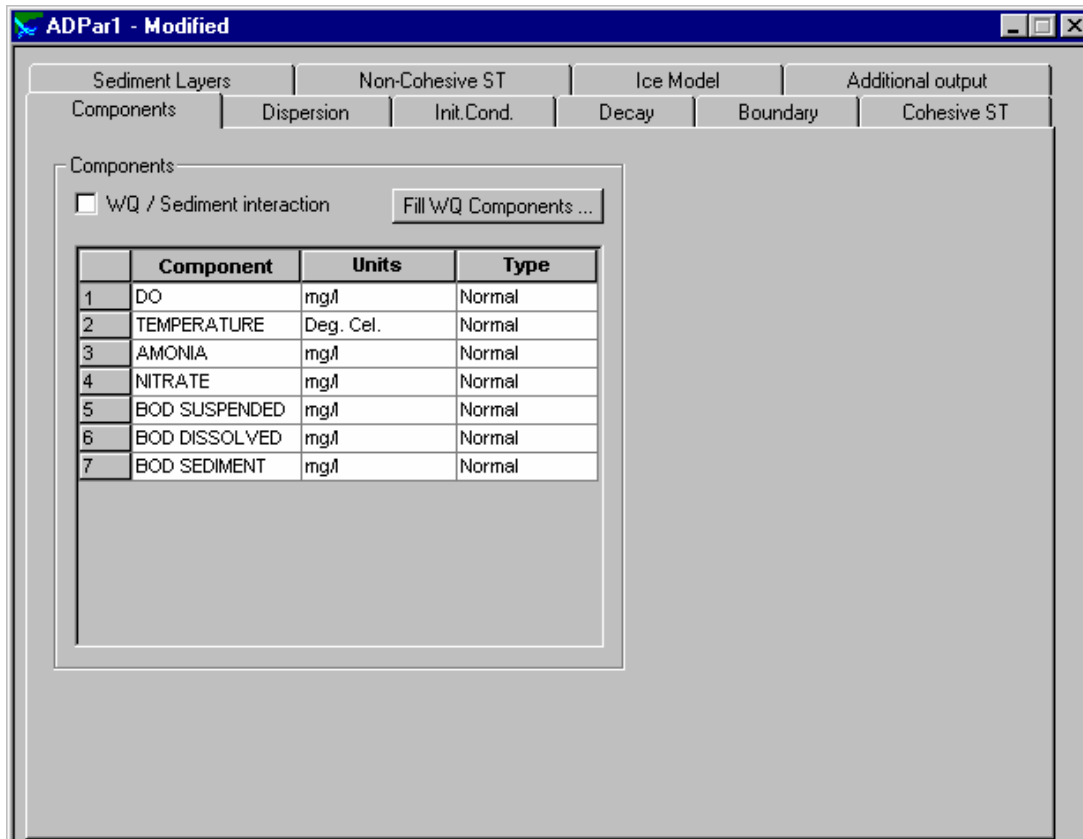 ADPar1 - Modified
Sediment Layers Non-Cohesive ST Ice Model Additional output
Components Dispersion Init.Cond. Decay Boundary Cohesive ST
Components
WQ / Sediment interaction Fill WQ Components ...
Component Units Type
1 DO mg/l Normal
2 TEMPERATURE Deg. Cel. Normal
3 AMONIA mg/l Normal
4 NITRATE mg/l Normal
5 BOD SUSPENDED mg/l Normal
6 BOD DISSOLVED mg/l Normal
7 BOD SEDIMENT mg/l Normal